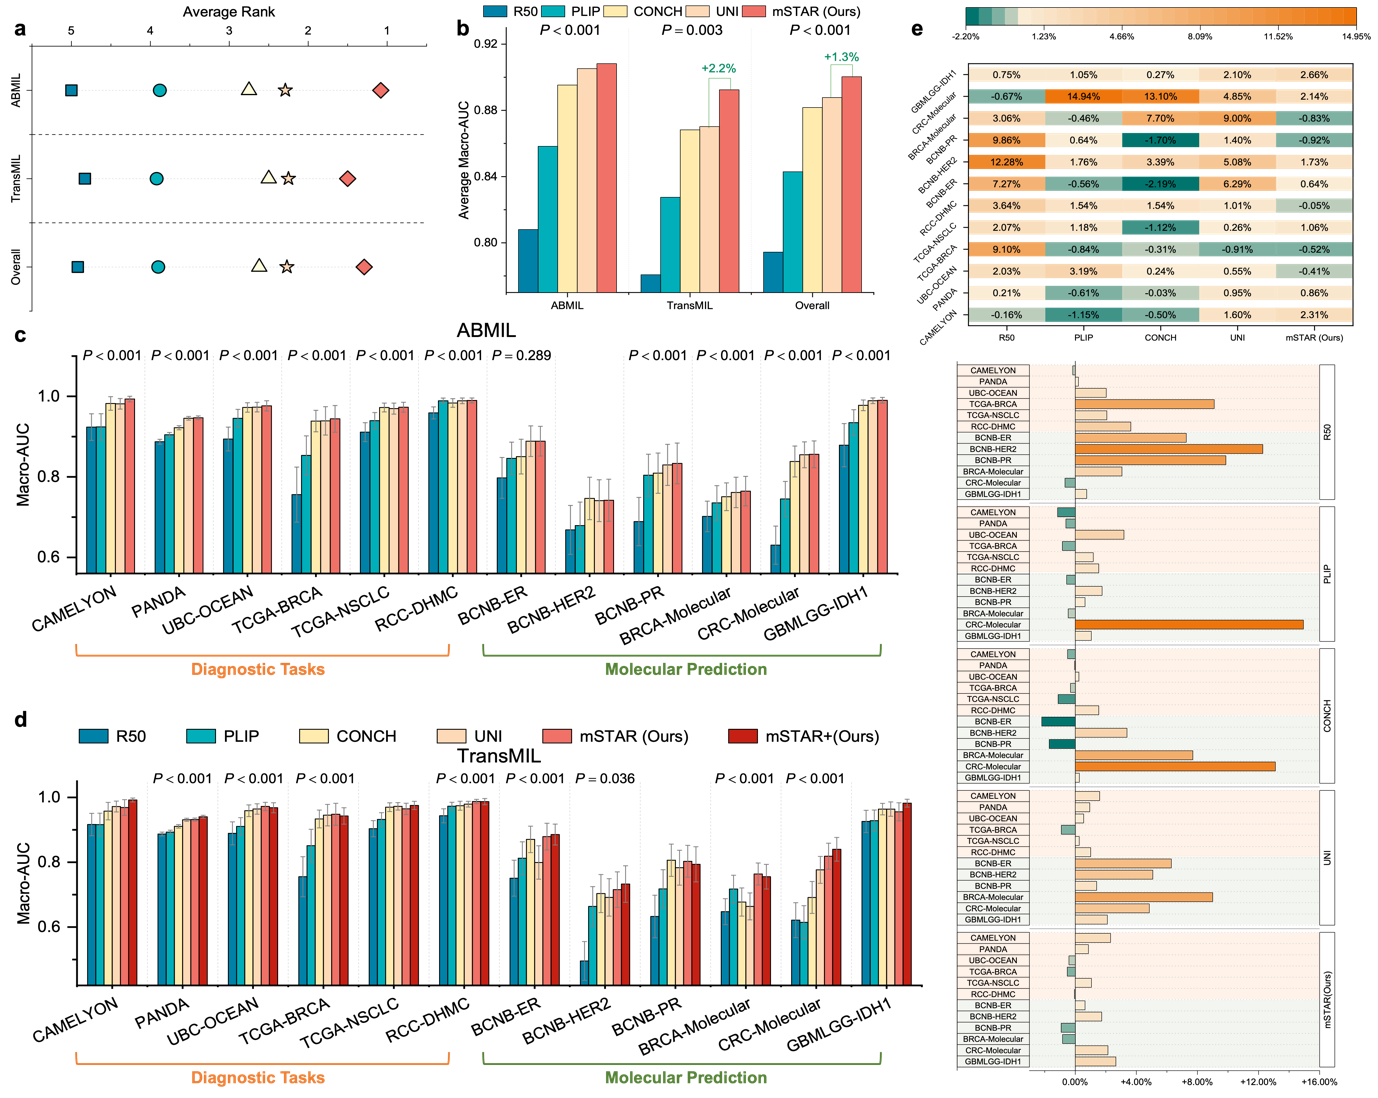 a
Average Rank
5 4 3 2 1
ABMIL
TransMIL
Overall
b
R50 PLIP CONCH UNI mSTAR (Ours)
P < 0.001 P = 0.003 P < 0.001
+2.2%
+1.3%
Average Macro-AUC
0.92
0.88
0.84
0.80
ABMIL TransMIL Overall
c
ABMIL
P < 0.001 P < 0.001 P < 0.001 P < 0.001 P < 0.001 P < 0.001 P = 0.289 P < 0.001 P < 0.001 P < 0.001 P < 0.001
Macro-AUC
1.0
0.8
0.6
CAMELYON PANDA UBC-OCEAN TCGA-BRCA TCGA-NSCLC RCC-DHMC BCNB-ER BCNB-HER2 BCNB-PR BRCA-Molecular CRC-Molecular GBMLGG-IDH1
Diagnostic Tasks Molecular Prediction
d
R50 PLIP CONCH UNI mSTAR (Ours) mSTAR+(Ours)
TransMIL
P < 0.001 P < 0.001 P < 0.001 P < 0.001 P < 0.001 P = 0.036 P < 0.001 P < 0.001
Macro-AUC
1.0
0.8
0.6
CAMELYON PANDA UBC-OCEAN TCGA-BRCA TCGA-NSCLC RCC-DHMC BCNB-ER BCNB-HER2 BCNB-PR BRCA-Molecular CRC-Molecular GBMLGG-IDH1
Diagnostic Tasks Molecular Prediction
e
-2.20% 1.23% 4.66% 8.09% 11.52% 14.95%
GBMLGG-IDH1 0.75% 1.05% 0.27% 2.10% 2.66%
CRC-Molecular -0.67% 14.94% 13.10% 4.85% 2.14%
BRCA-Molecular 3.06% -0.46% 7.70% 9.00% -0.83%
BCNB-PR 9.86% 0.64% -1.70% 1.40% -0.92%
BCNB-HER2 12.28% 1.76% 3.39% 5.08% 1.73%
BCNB-ER 7.27% -0.56% -2.19% 6.29% 0.64%
RCC-DHMC 3.64% 1.54% 1.54% 1.01% -0.05%
TCGA-NSCLC 2.07% 1.18% -1.12% 0.26% 1.06%
TCGA-BRCA 9.10% -0.84% -0.31% -0.91% -0.52%
UBC-OCEAN 2.03% 3.19% 0.24% 0.55% -0.41%
PANDA 0.21% -0.61% -0.03% 0.95% 0.86%
CAMELYON -0.16% -1.15% -0.50% 1.60% 2.31%
R50 PLIP CONCH UNI mSTAR (Ours)
CAMELYON
PANDA
UBC-OCEAN
TCGA-BRCA
TCGA-NSCLC
RCC-DHMC
BCNB-ER
BCNB-HER2
BCNB-PR
BRCA-Molecular
CRC-Molecular
GBMLGG-IDH1
R50
CAMELYON
PANDA
UBC-OCEAN
TCGA-BRCA
TCGA-NSCLC
RCC-DHMC
BCNB-ER
BCNB-HER2
BCNB-PR
BRCA-Molecular
CRC-Molecular
GBMLGG-IDH1
PLIP
CAMELYON
PANDA
UBC-OCEAN
TCGA-BRCA
TCGA-NSCLC
RCC-DHMC
BCNB-ER
BCNB-HER2
BCNB-PR
BRCA-Molecular
CRC-Molecular
GBMLGG-IDH1
CONCH
CAMELYON
PANDA
UBC-OCEAN
TCGA-BRCA
TCGA-NSCLC
RCC-DHMC
BCNB-ER
BCNB-HER2
BCNB-PR
BRCA-Molecular
CRC-Molecular
GBMLGG-IDH1
UNI
CAMELYON
PANDA
UBC-OCEAN
TCGA-BRCA
TCGA-NSCLC
RCC-DHMC
BCNB-ER
BCNB-HER2
BCNB-PR
BRCA-Molecular
CRC-Molecular
GBMLGG-IDH1
mSTAR(Ours)
0.00% +4.00% +8.00% +12.00% +16.00%